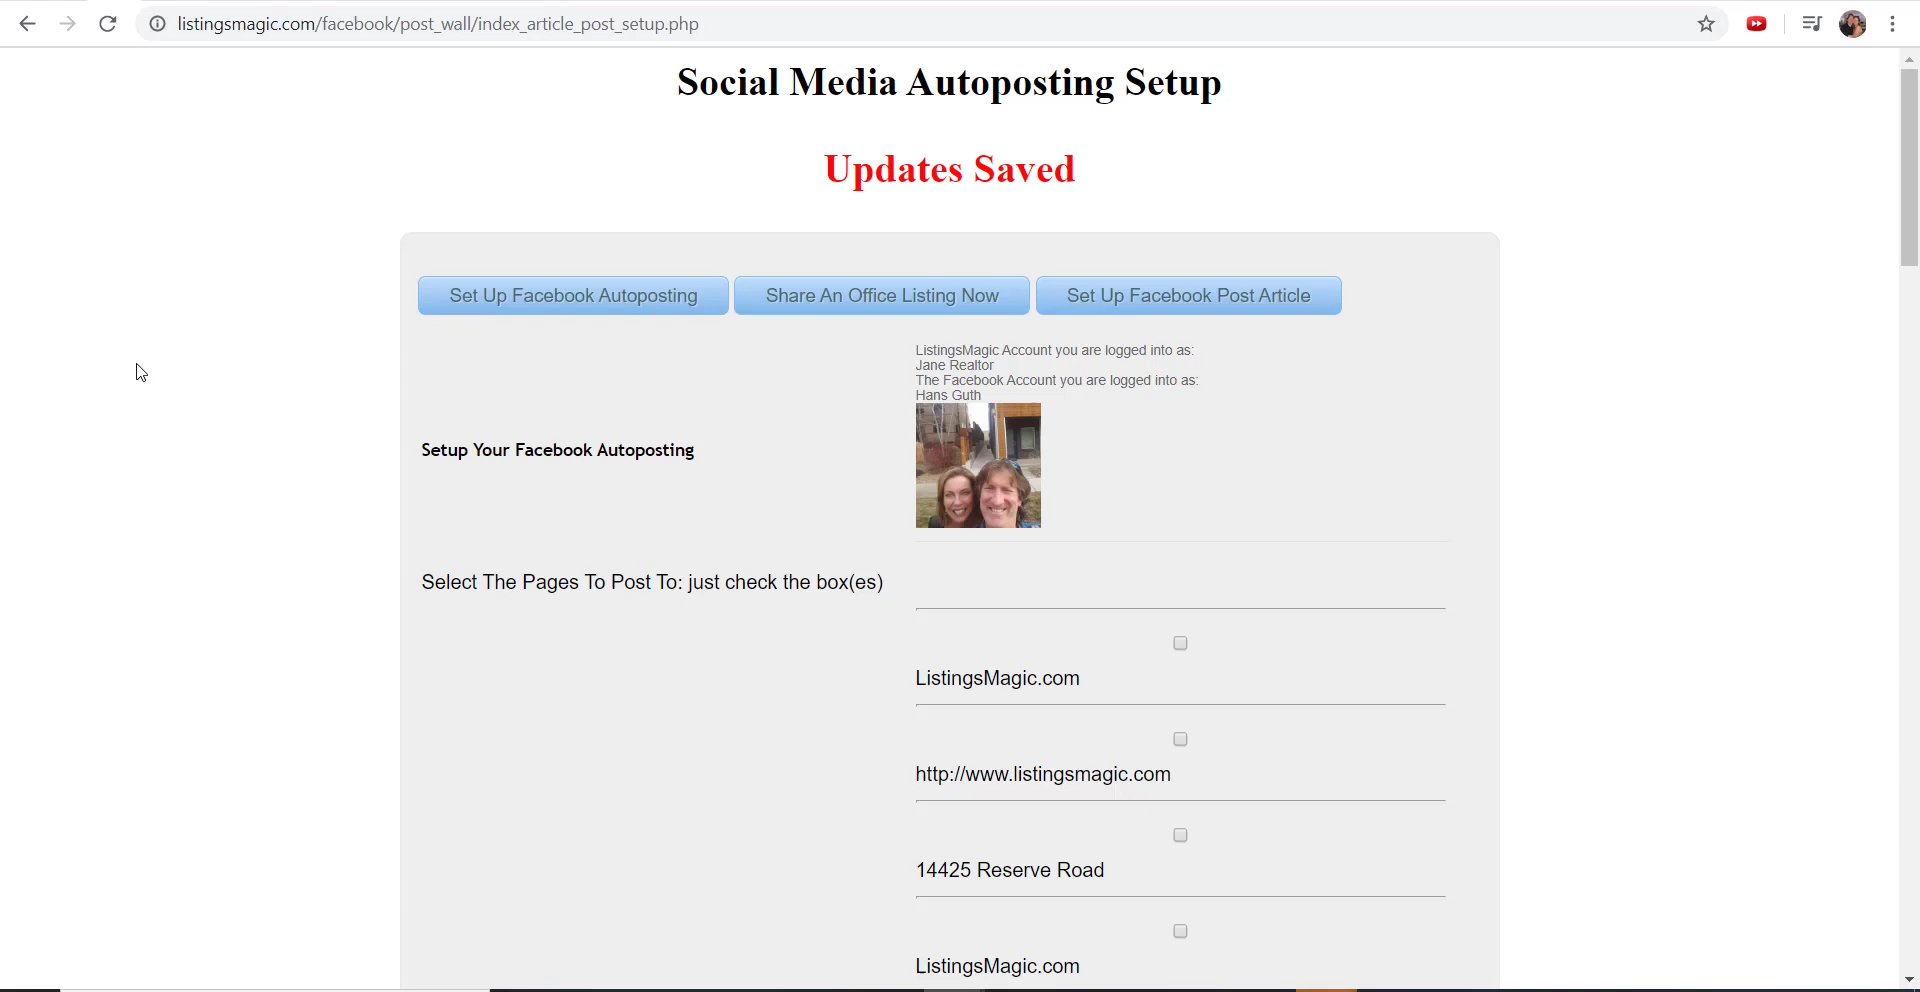 listingsmagic.com/facebook/post_wall/index_article_post_setup.php
Social Media Autoposting Setup
Updates Saved
Set Up Facebook Autoposting
Share An Office Listing Now
Set Up Facebook Post Article
ListingsMagic Account you are logged into as:
Jane Realtor
The Facebook Account you are logged into as:
Hans Guth
Setup Your Facebook Autoposting
Select The Pages To Post To: just check the box(es)
ListingsMagic.com
http://www.listingsmagic.com
14425 Reserve Road
ListingsMagic.com